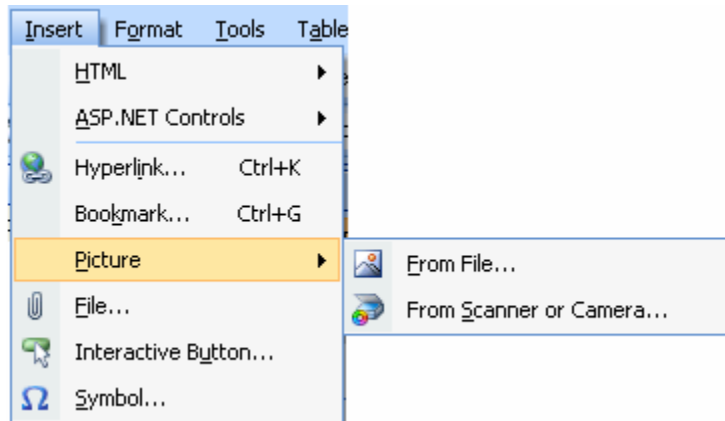 Insert Format Tools Table
HTML
ASP.NET Controls
Hyperlink... Ctrl+K
Bookmark... Ctrl+G
Picture
From File...
File...
From Scanner or Camera...
Interactive Button...
Symbol...